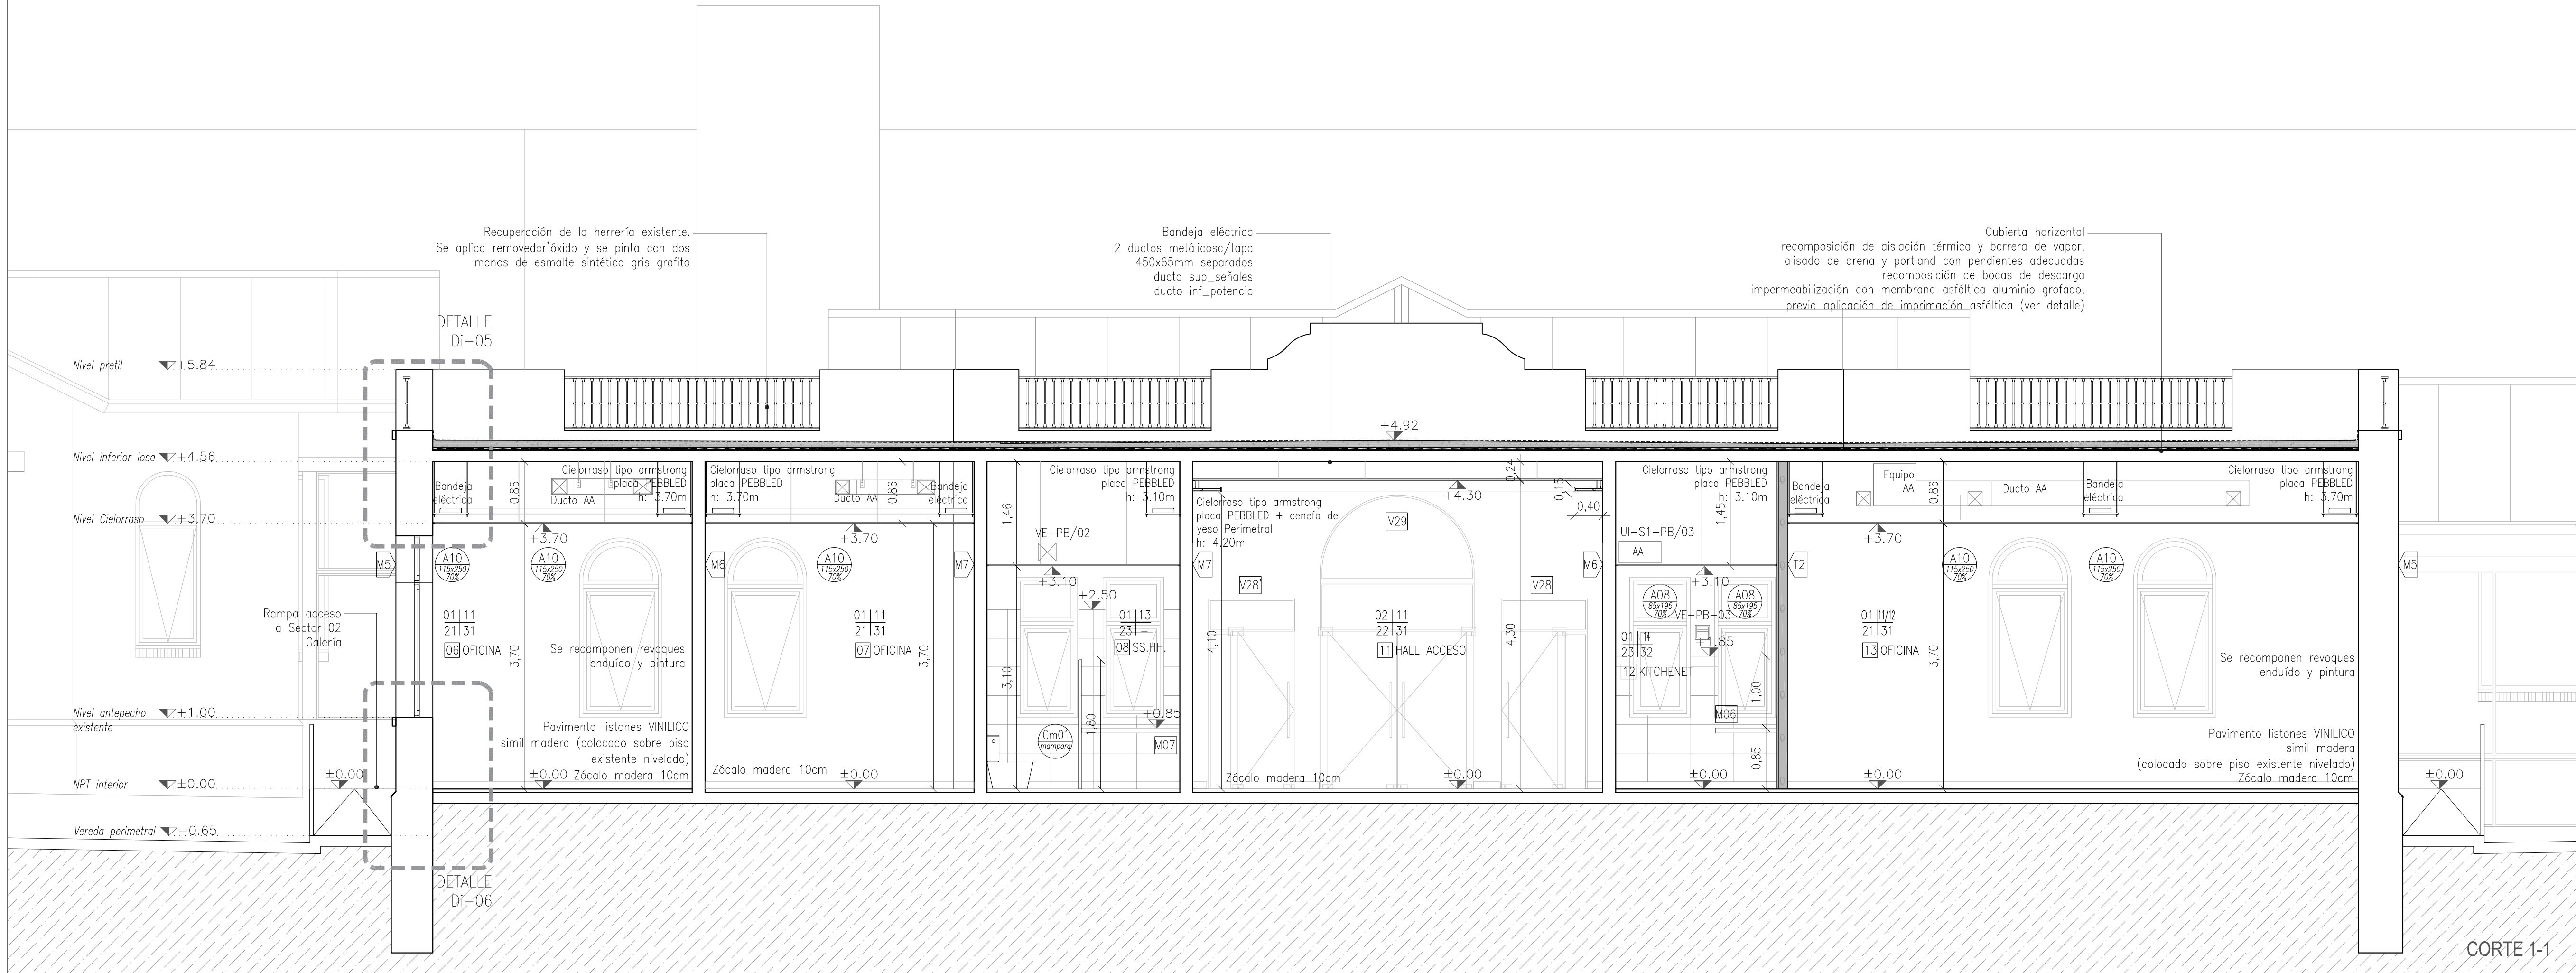 Recuperación de la herrería existente.
Se aplica removedor'óxido y se pinta con dos
manos de esmalte sintético gris grafito
Bandeja eléctrica
2 ductos metálicosc/tapa
450x65mm separados
ducto sup_señales
ducto inf_potencia
Cubierta horizontal
recomposición de aislación térmica y barrera de vapor,
alisado de arena y portland con pendientes adecuadas
recomposición de bocas de descarga
impermeabilización con membrana asfáltica aluminio grofado,
previa aplicación de imprimación asfáltica (ver detalle)
DETALLE
Di-05
Nivel pretil +5.84
Nivel inferior losa +4.56
Nivel Cielorraso +3.70
Rampa acceso
a Sector 02
Galería
Nivel antepecho +1.00
existente
NPT interior ±0.00
±0.00
Vereda perimetral -0.65
DETALLE
Di-06
+4.92
M5
Bandeja
eléctrica
0,86
Cielorraso tipo armstrong
placa PEBBLED
h: 3.70m
Ducto AA
+3.70
A10
115x250
70%
A10
115x250
70%
01 11
21 31
06 OFICINA
3,70
Se recomponen revoques
enduído y pintura
Pavimento listones VINILICO
simil madera (colocado sobre piso
existente nivelado)
±0.00 Zócalo madera 10cm
Cielorraso tipo armstrong
placa PEBBLED
h: 3.70m
Ducto AA
0,86
Bandeja
eléctrica
+3.70
M6
A10
115x250
70%
M7
01 11
21 31
07 OFICINA
3,70
Zócalo madera 10cm
±0.00
Cielorraso tipo armstrong
placa PEBBLED
h: 3.10m
1,46
VE-PB/02
+3.10
+2.50
01 13
23 -
08 SS.HH.
3,10
+0.85
1,80
Cm01
mampara
M07
Cielorraso tipo armstrong
placa PEBBLED + cenefa de
yeso Perimetral
h: 4.20m
0,24
+4.30
0,15
0,40
V29
M7
M6
V28'
V28
02 11
22 31
11 HALL ACCESO
4,10
4,30
Zócalo madera 10cm
±0.00
Cielorraso tipo armstrong
placa PEBBLED
h: 3.10m
1,45
UI-S1-PB/03
AA
+3.10
A08
85x195
70%
A08
85x195
70%
VE-PB-03
+1.85
01 14
23 32
12 KITCHENET
1,00
M06
0,85
±0.00
T2
Bandeja
eléctrica
Equipo
AA
0,86
Ducto AA
Bandeja
eléctrica
Cielorraso tipo armstrong
placa PEBBLED
h: 3.70m
+3.70
A10
115x250
70%
A10
115x250
70%
01 11/12
21 31
13 OFICINA
3,70
Se recomponen revoques
enduído y pintura
Pavimento listones VINILICO
simil madera
(colocado sobre piso existente nivelado)
Zócalo madera 10cm
±0.00
M5
±0.00
CORTE 1-1